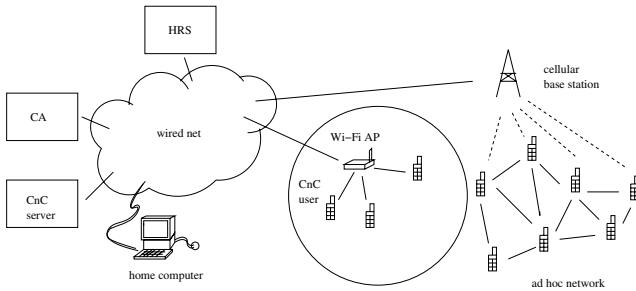 HRS
cellular
base station
CA
wired net
Wi−Fi AP
CnC
user
CnC
server
home computer
ad hoc network